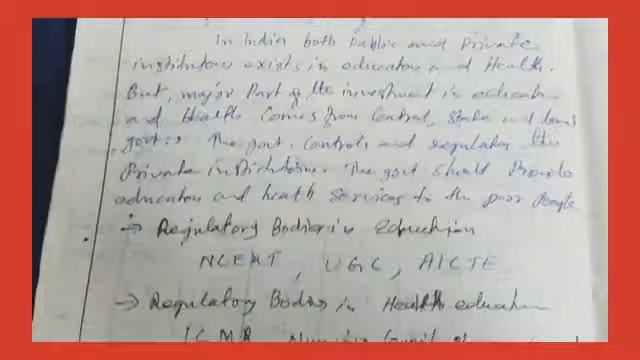 In India both Public and Private
institutions exists in education and Health.
But, major Part of the investment in education
and Health Comes from Central, State and local
govt. The govt. Controls and regulates the
Private institutions. The govt should Provide
education and heath Services to the poor People
→ Regulatory Bodies in Education
NCERT, UGC, AICTE
→ Regulatory Bodies in Health education
ICMR